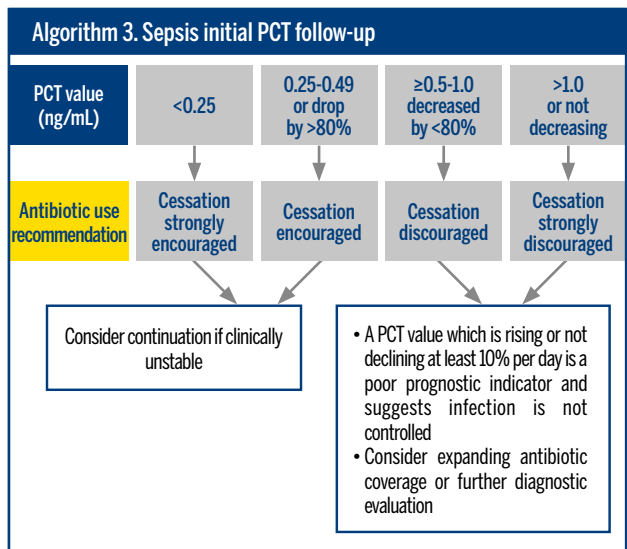 Algorithm 3. Sepsis initial PCT follow-up
PCT value
(ng/mL)
<0.25
0.25-0.49
or drop
by >80%
≥0.5-1.0
decreased
by <80%
>1.0
or not
decreasing
Antibiotic use
recommendation
Cessation
strongly
encouraged
Cessation
encouraged
Cessation
discouraged
Cessation
strongly
discouraged
Consider continuation if clinically
unstable
• A PCT value which is rising or not
declining at least 10% per day is a
poor prognostic indicator and
suggests infection is not
controlled
• Consider expanding antibiotic
coverage or further diagnostic
evaluation